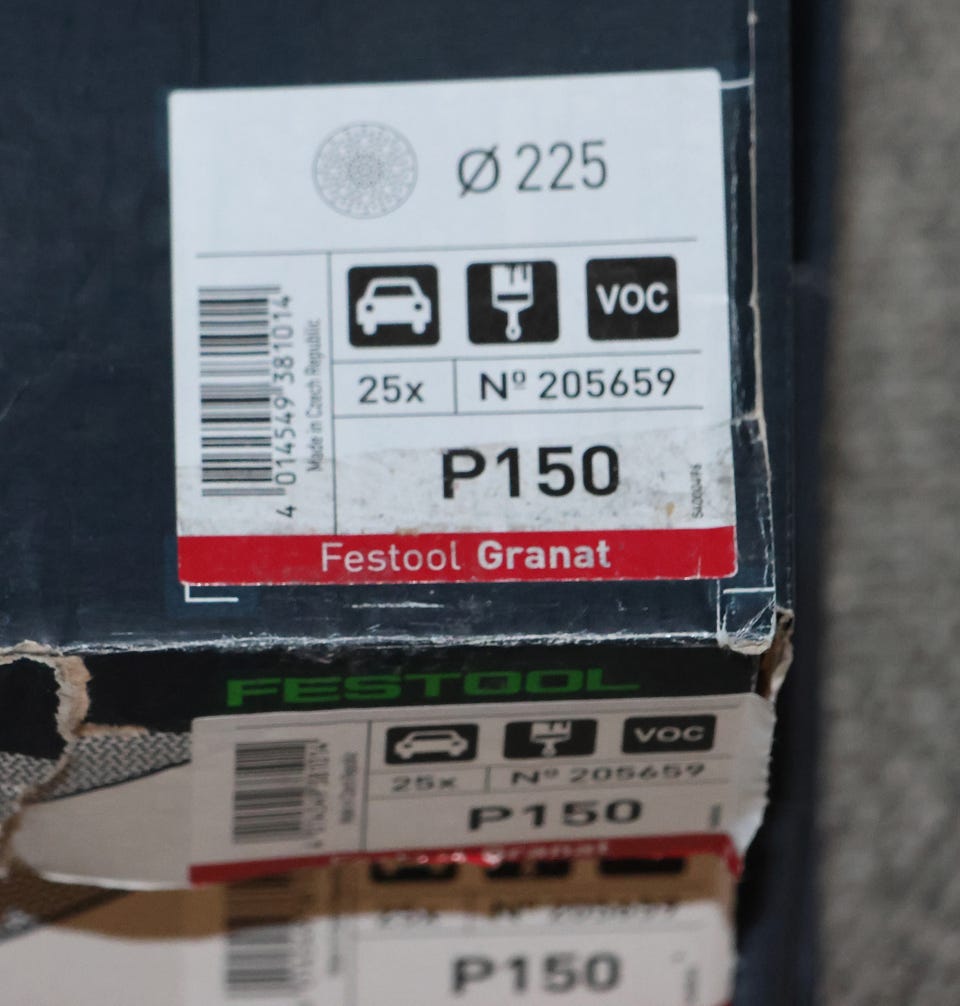 Ø 225
VOC
25x
Nº 205659
P150
4 014549 381014
Made in Czech Republic
Festool Granat
FESTOOL
VOC
25x
Nº 205659
P150
Granat
P150